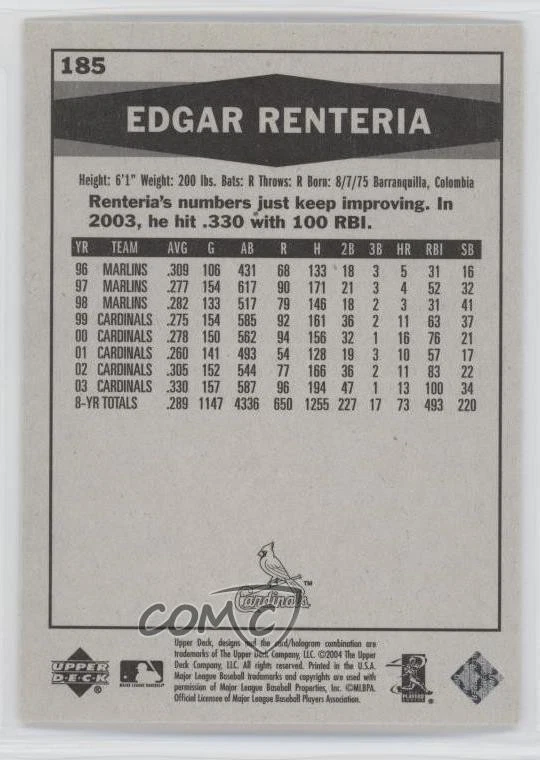 185
EDGAR RENTERIA
Height: 6'1" Weight: 200 lbs. Bats: R Throws: R Born: 8/7/75 Barranquilla, Colombia
Renteria's numbers just keep improving. In
2003, he hit .330 with 100 RBI.
YR TEAM AVG G AB R H 2B 3B HR RBI SB
96 MARLINS .309 106 431 68 133 18 3 5 31 16
97 MARLINS .277 154 617 90 171 21 3 4 52 32
98 MARLINS .282 133 517 79 146 18 2 3 31 41
99 CARDINALS .275 154 585 92 161 36 2 11 63 37
00 CARDINALS .278 150 562 94 156 32 1 16 76 21
01 CARDINALS .260 141 493 54 128 19 3 10 57 17
02 CARDINALS .305 152 544 77 166 36 2 11 83 22
03 CARDINALS .330 157 587 96 194 47 1 13 100 34
8-YR TOTALS .289 1147 4336 650 1255 227 17 73 493 220
Cardinals TM
COMC
Upper Deck, designs and the card/hologram combination are
trademarks of The Upper Deck Company, LLC. ©2004 The Upper
Deck Company, LLC. All rights reserved. Printed in the U.S.A.
Major League Baseball trademarks and copyrights are used with
permission of Major League Baseball Properties, Inc. ©MLBPA.
Official Licensee of Major League Baseball Players Association.
UPPER DECK ®
MAJOR LEAGUE BASEBALL
PLAYERS